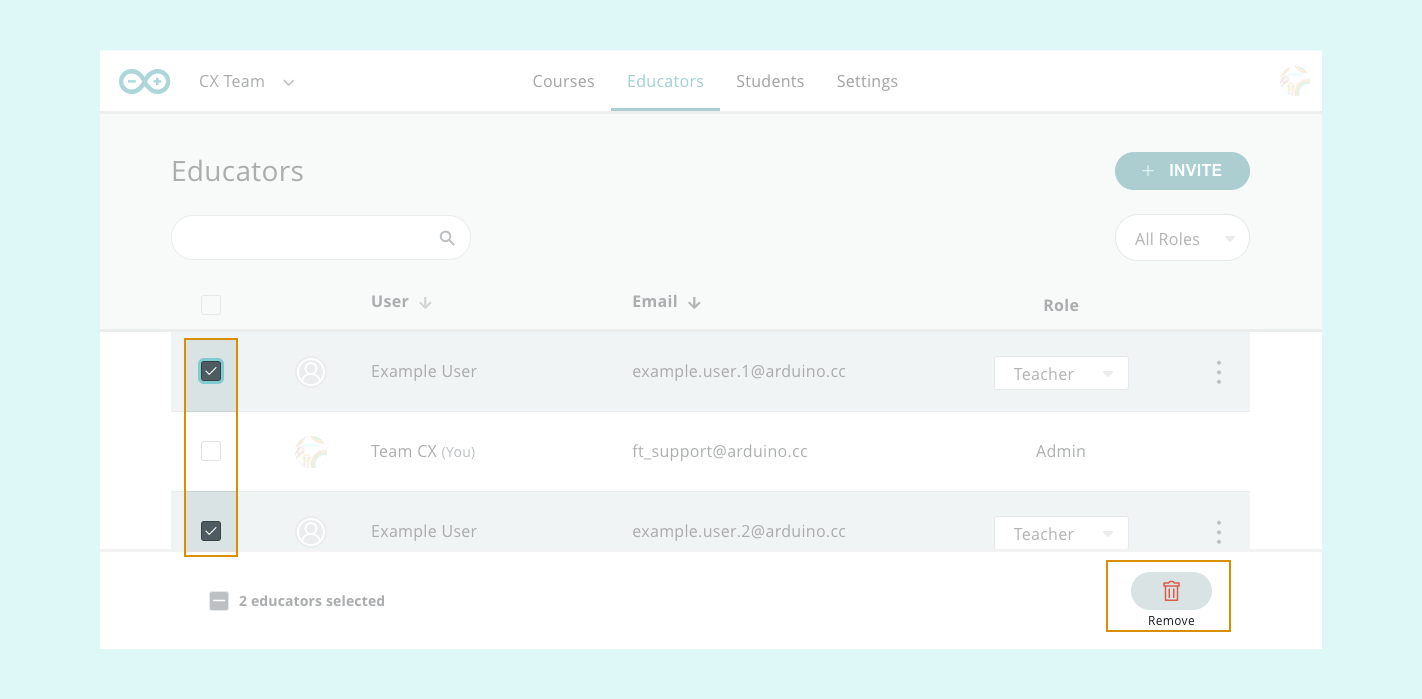 CX Team Courses Educators Students Settings
Educators
+ INVITE
All Roles
User Email Role
Example User example.user.1@arduino.cc Teacher
Team CX (You) ft_support@arduino.cc Admin
Example User example.user.2@arduino.cc Teacher
2 educators selected
Remove